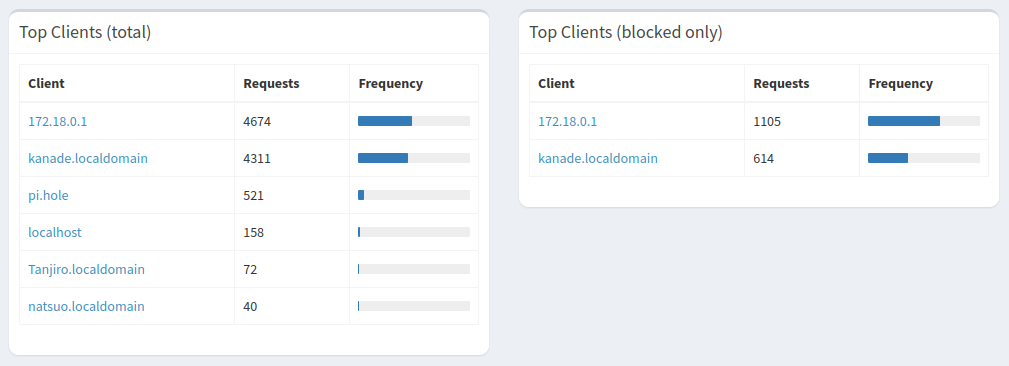 Top Clients (total)
Client Requests Frequency
172.18.0.1 4674
kanade.localdomain 4311
pi.hole 521
localhost 158
Tanjiro.localdomain 72
natsuo.localdomain 40
Top Clients (blocked only)
Client Requests Frequency
172.18.0.1 1105
kanade.localdomain 614